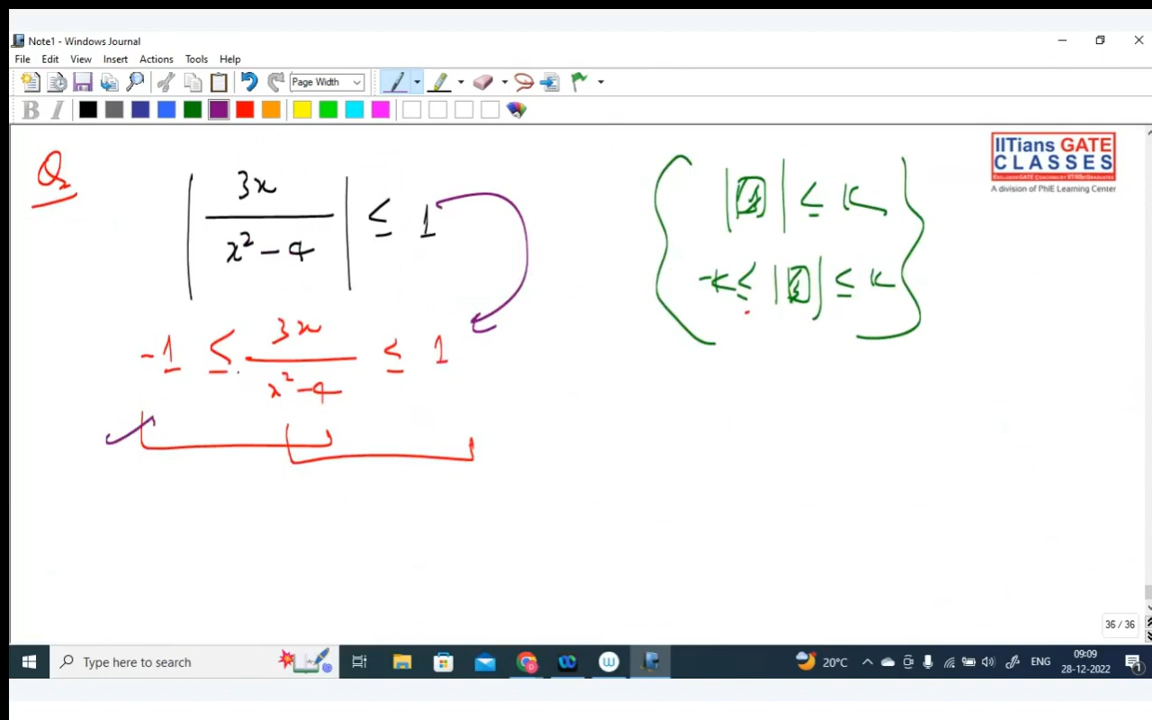 Note1 - Windows Journal
File Edit View Insert Actions Tools Help
Page Width
B I
IITians GATE
CLASSES
A division of PhIE Learning Center
Q.
|3x / (x² - 4)| ≤ 1
-1 ≤ 3x / (x² - 4) ≤ 1
| | ≤ K
-K ≤ | | ≤ K
36 / 36
Type here to search
20°C
ENG
09:09
28-12-2022
1